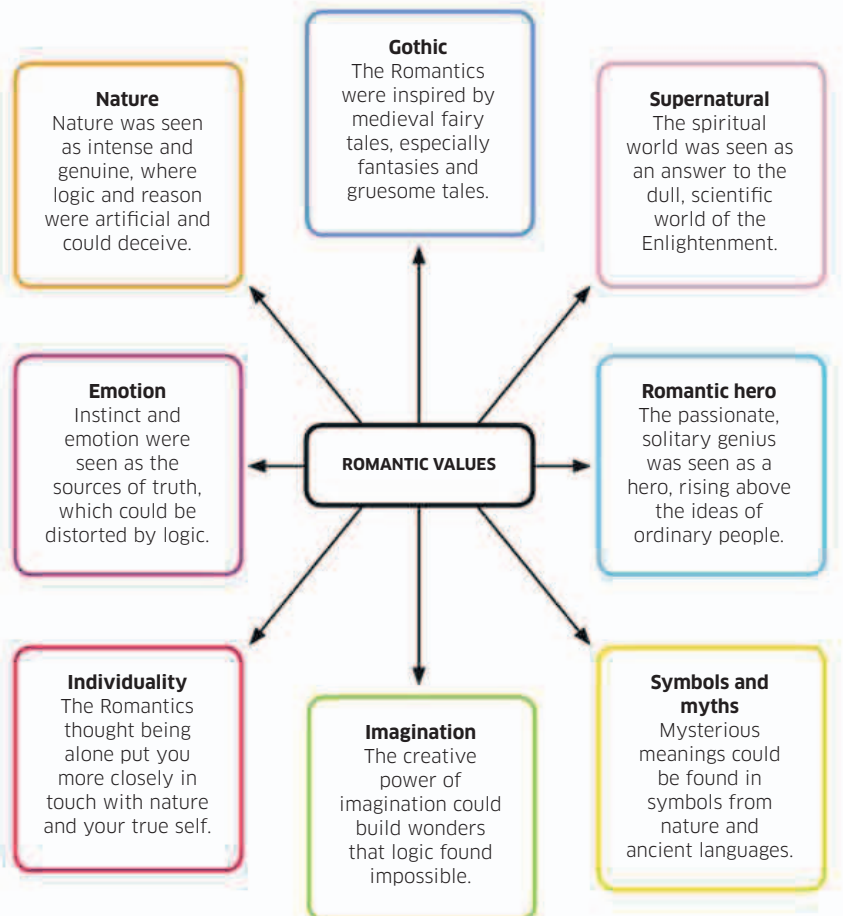 Nature
Nature was seen
as intense and
genuine, where
logic and reason
were artificial and
could deceive.
Gothic
The Romantics
were inspired by
medieval fairy
tales, especially
fantasies and
gruesome tales.
Supernatural
The spiritual
world was seen as
an answer to the
dull, scientific
world of the
Enlightenment.
Emotion
Instinct and
emotion were
seen as the
sources of truth,
which could be
distorted by logic.
ROMANTIC VALUES
Romantic hero
The passionate,
solitary genius
was seen as a
hero, rising above
the ideas of
ordinary people.
Individuality
The Romantics
thought being
alone put you
more closely in
touch with nature
and your true self.
Imagination
The creative
power of
imagination could
build wonders
that logic found
impossible.
Symbols and
myths
Mysterious
meanings could
be found in
symbols from
nature and
ancient languages.